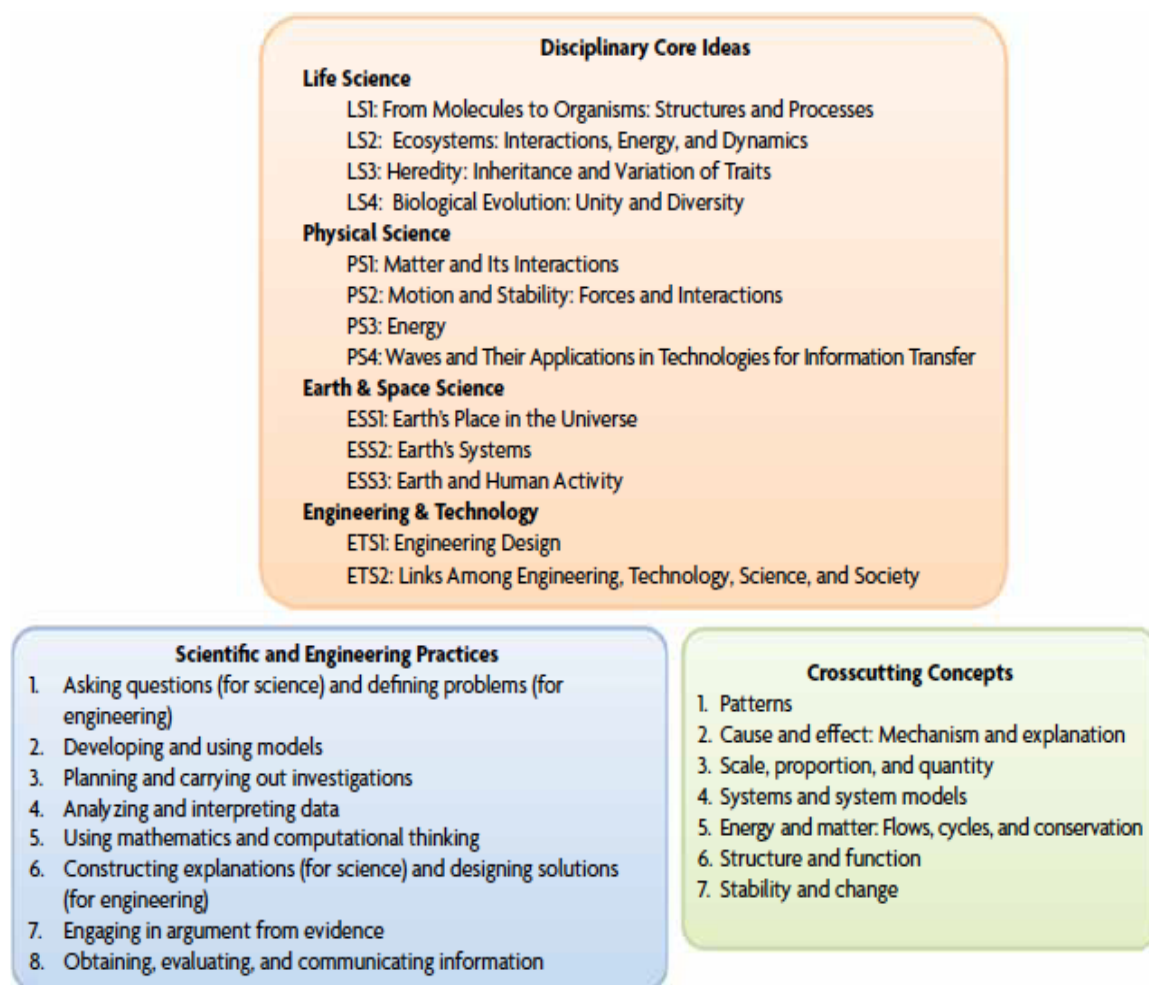 Disciplinary Core Ideas
Life Science
LS1: From Molecules to Organisms: Structures and Processes
LS2: Ecosystems: Interactions, Energy, and Dynamics
LS3: Heredity: Inheritance and Variation of Traits
LS4: Biological Evolution: Unity and Diversity
Physical Science
PS1: Matter and Its Interactions
PS2: Motion and Stability: Forces and Interactions
PS3: Energy
PS4: Waves and Their Applications in Technologies for Information Transfer
Earth & Space Science
ESS1: Earth's Place in the Universe
ESS2: Earth's Systems
ESS3: Earth and Human Activity
Engineering & Technology
ETS1: Engineering Design
ETS2: Links Among Engineering, Technology, Science, and Society
Scientific and Engineering Practices
1. Asking questions (for science) and defining problems (for
engineering)
2. Developing and using models
3. Planning and carrying out investigations
4. Analyzing and interpreting data
5. Using mathematics and computational thinking
6. Constructing explanations (for science) and designing solutions
(for engineering)
7. Engaging in argument from evidence
8. Obtaining, evaluating, and communicating information
Crosscutting Concepts
1. Patterns
2. Cause and effect: Mechanism and explanation
3. Scale, proportion, and quantity
4. Systems and system models
5. Energy and matter: Flows, cycles, and conservation
6. Structure and function
7. Stability and change